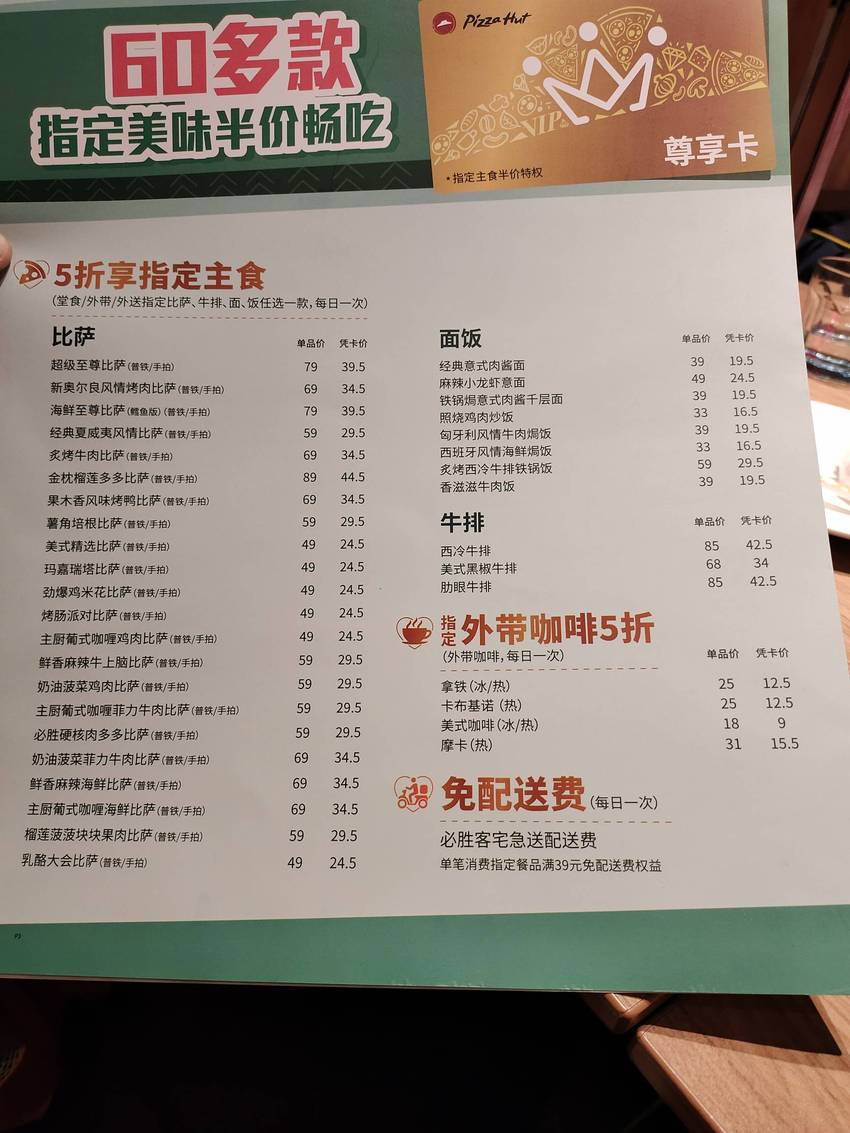 60多款
指定美味半价畅吃
Pizza Hut
VIP
尊享卡
*指定主食半价特权
5折享指定主食
(堂食/外带/外送指定比萨、牛排、面、饭任选一款,每日一次)
比萨 单品价 凭卡价
超级至尊比萨(普铁/手拍) 79 39.5
新奥尔良风情烤肉比萨(普铁/手拍) 69 34.5
海鲜至尊比萨(鳕鱼版)(普铁/手拍) 79 39.5
经典夏威夷风情比萨(普铁/手拍) 59 29.5
炙烤牛肉比萨(普铁/手拍) 69 34.5
金枕榴莲多多比萨(普铁/手拍) 89 44.5
果木香风味烤鸭比萨(普铁/手拍) 69 34.5
薯角培根比萨(普铁/手拍) 59 29.5
美式精选比萨(普铁/手拍) 49 24.5
玛嘉瑞塔比萨(普铁/手拍) 49 24.5
劲爆鸡米花比萨(普铁/手拍) 49 24.5
烤肠派对比萨(普铁/手拍) 49 24.5
主厨葡式咖喱鸡肉比萨(普铁/手拍) 49 24.5
鲜香麻辣牛上脑比萨(普铁/手拍) 59 29.5
奶油菠菜鸡肉比萨(普铁/手拍) 59 29.5
主厨葡式咖喱菲力牛肉比萨(普铁/手拍) 59 29.5
必胜硬核肉多多比萨(普铁/手拍) 59 29.5
奶油菠菜菲力牛肉比萨(普铁/手拍) 69 34.5
鲜香麻辣海鲜比萨(普铁/手拍) 69 34.5
主厨葡式咖喱海鲜比萨(普铁/手拍) 69 34.5
榴莲菠菠块块果肉比萨(普铁/手拍) 59 29.5
乳酪大会比萨(普铁/手拍) 49 24.5
面饭 单品价 凭卡价
经典意式肉酱面 39 19.5
麻辣小龙虾意面 49 24.5
铁锅焗意式肉酱千层面 39 19.5
照烧鸡肉炒饭 33 16.5
匈牙利风情牛肉焗饭 39 19.5
西班牙风情海鲜焗饭 33 16.5
炙烤西冷牛排铁锅饭 59 29.5
香滋滋牛肉饭 39 19.5
牛排 单品价 凭卡价
西冷牛排 85 42.5
美式黑椒牛排 68 34
肋眼牛排 85 42.5
指定外带咖啡5折
(外带咖啡,每日一次) 单品价 凭卡价
拿铁(冰/热) 25 12.5
卡布基诺(热) 25 12.5
美式咖啡(冰/热) 18 9
摩卡(热) 31 15.5
免配送费(每日一次)
必胜客宅急送配送费
单笔消费指定餐品满39元免配送费权益